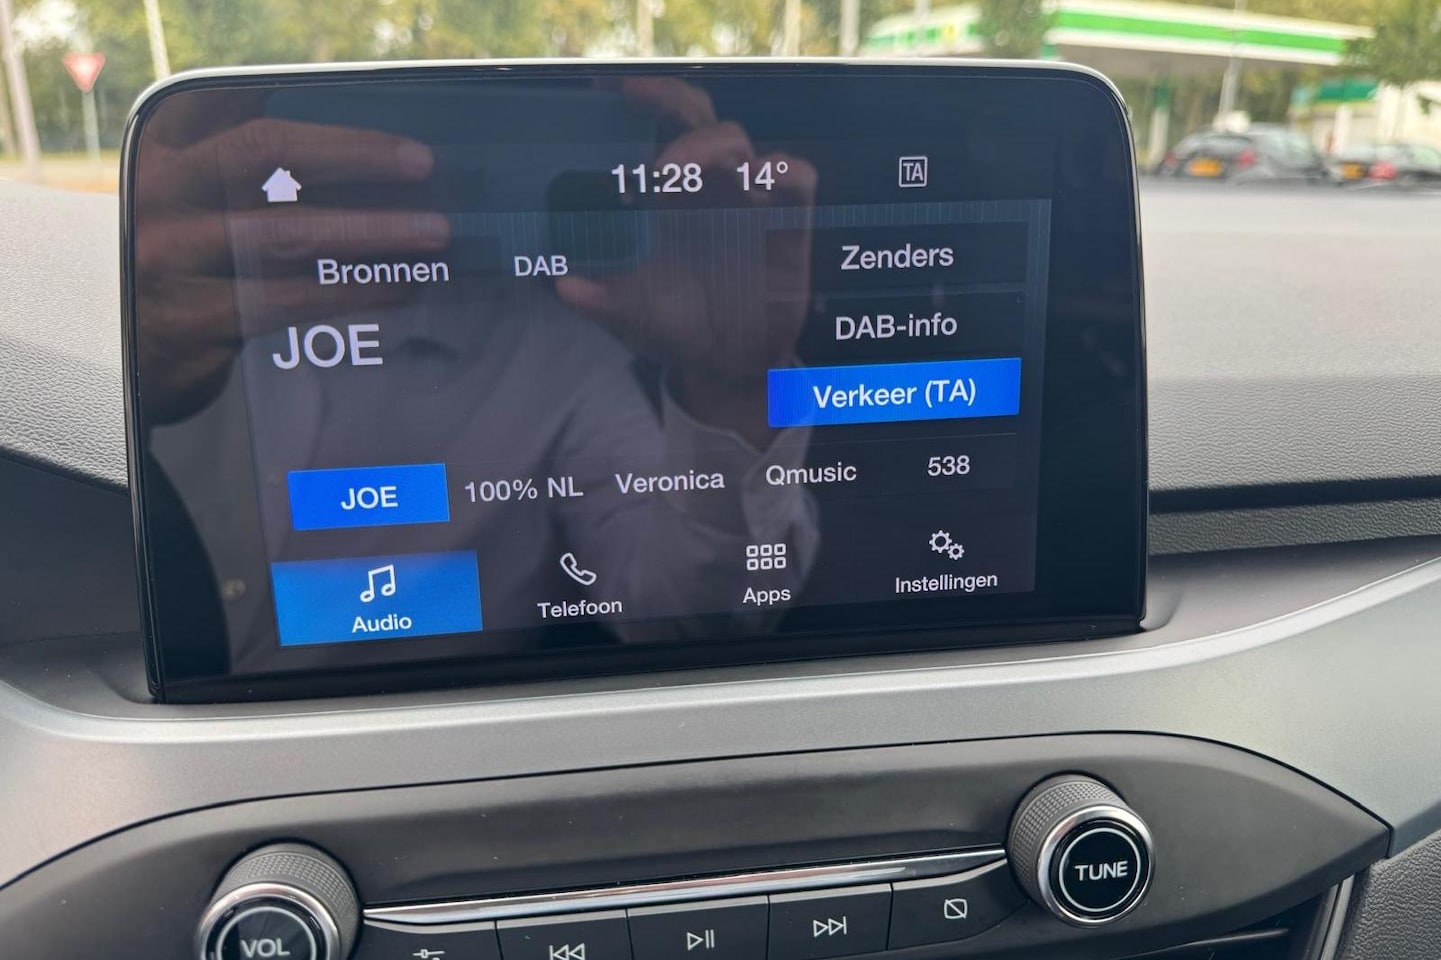 11:28 14° TA
Bronnen DAB Zenders
JOE
DAB-info
Verkeer (TA)
JOE 100% NL Veronica Qmusic 538
Audio Telefoon Apps Instellingen
VOL TUNE